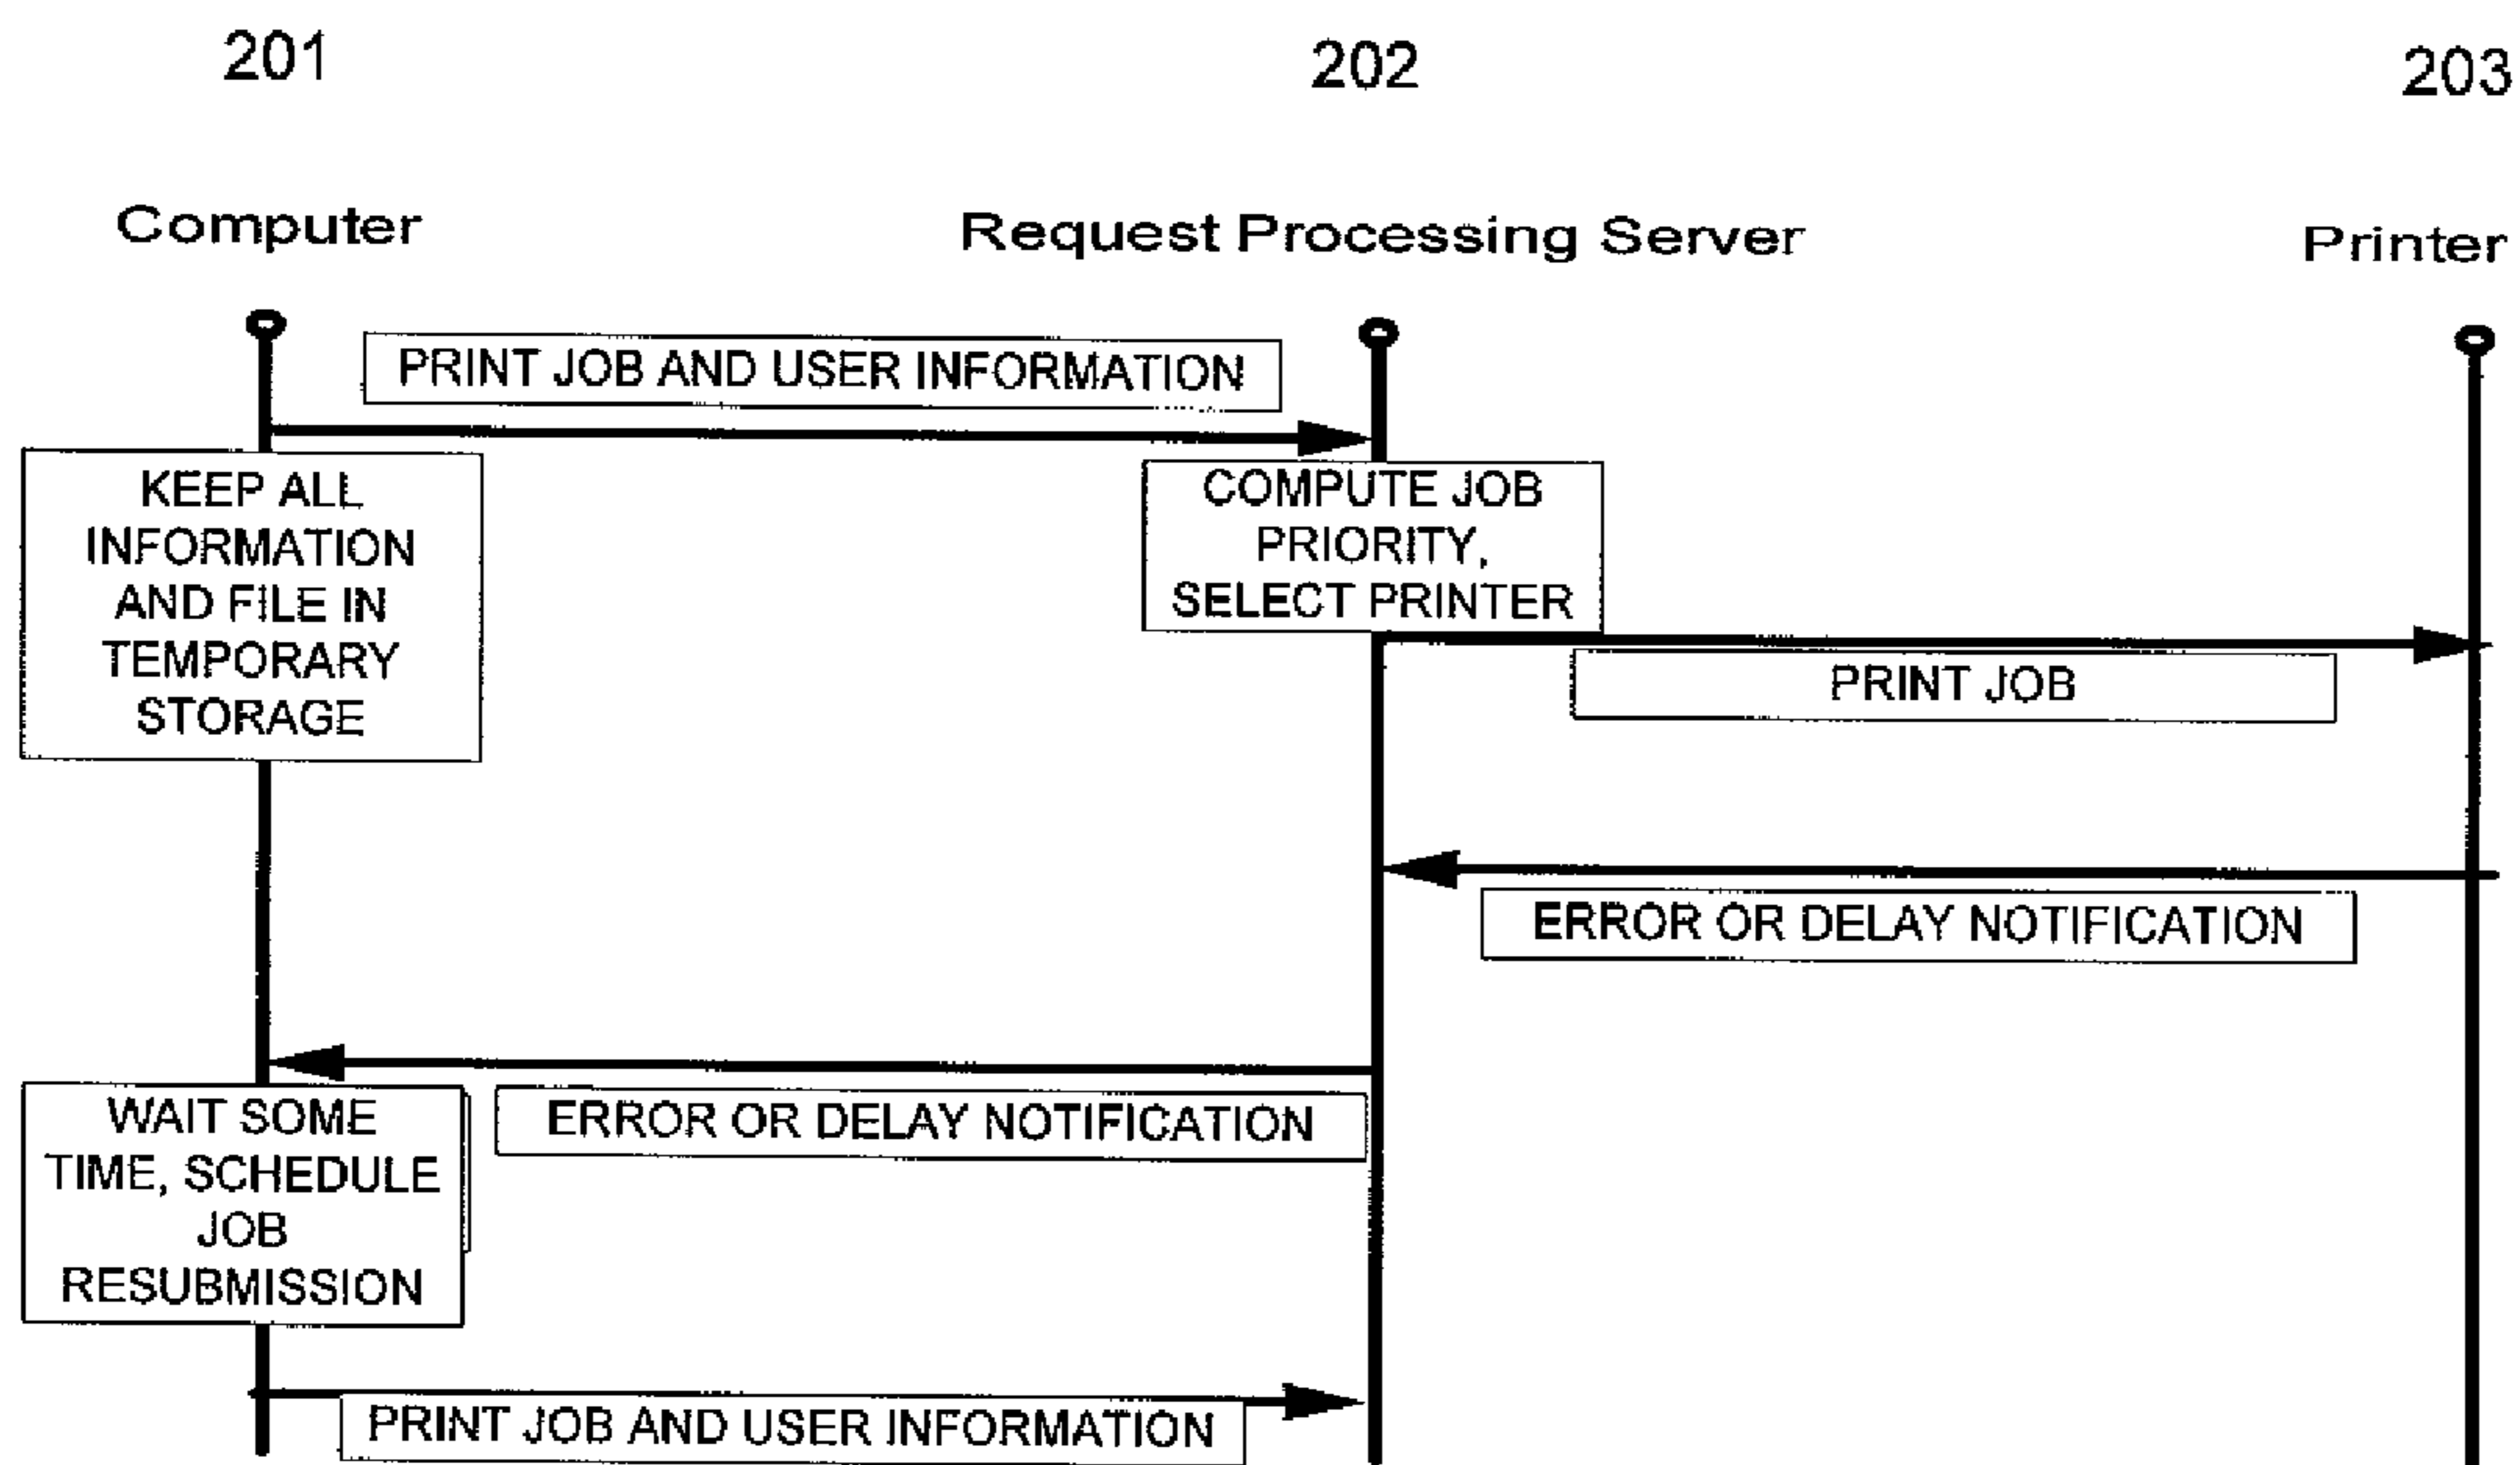 201
202
203
Computer
Request Processing Server
Printer
PRINT JOB AND USER INFORMATION
KEEP ALL
INFORMATION
AND FILE IN
TEMPORARY
STORAGE
COMPUTE JOB
PRIORITY,
SELECT PRINTER
PRINT JOB
ERROR OR DELAY NOTIFICATION
ERROR OR DELAY NOTIFICATION
WAIT SOME
TIME, SCHEDULE
JOB
RESUBMISSION
PRINT JOB AND USER INFORMATION